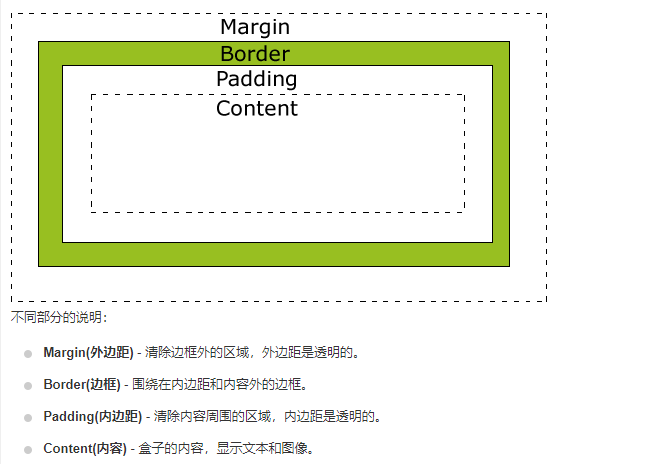 Margin
Border
Padding
Content
不同部分的说明：
Margin(外边距) - 清除边框外的区域，外边距是透明的。
Border(边框) - 围绕在内边距和内容外的边框。
Padding(内边距) - 清除内容周围的区域，内边距是透明的。
Content(内容) - 盒子的内容，显示文本和图像。